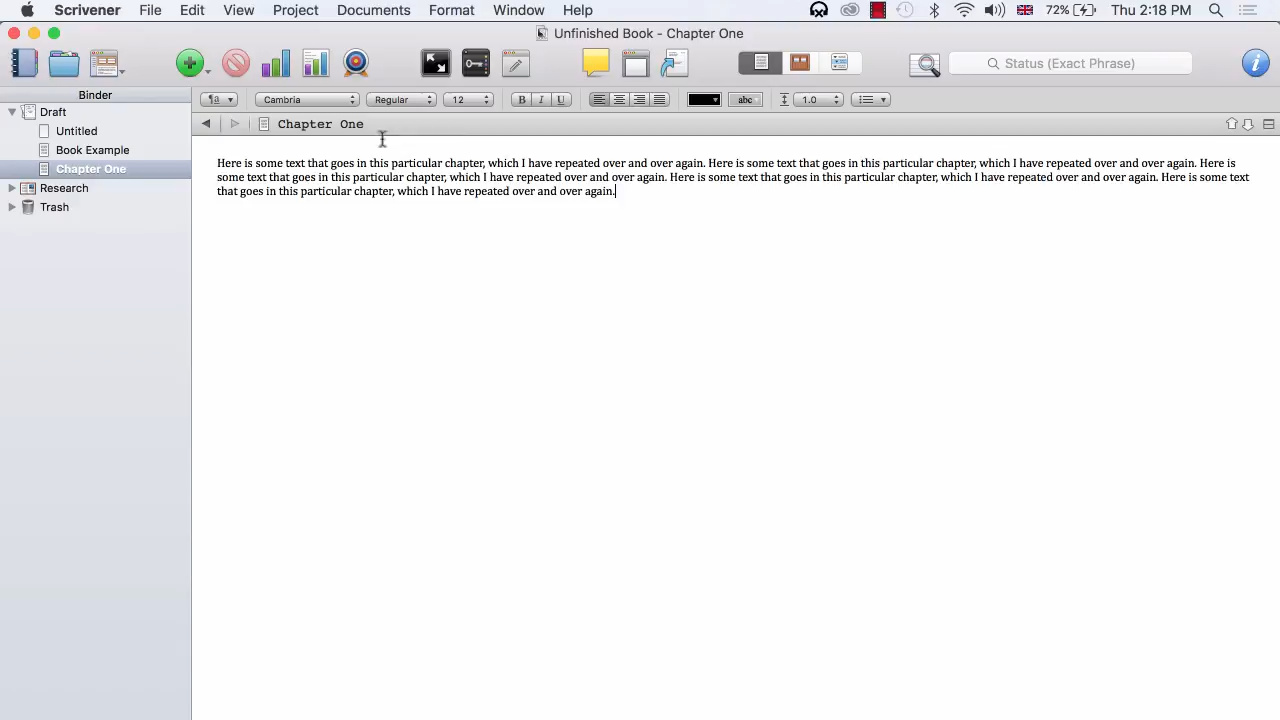 Scrivener File Edit View Project Documents Format Window Help 72% Thu 2:18 PM
Unfinished Book - Chapter One
Status (Exact Phrase)
Binder
¶a Cambria Regular 12 B I U abc 1.0
Draft
Chapter One
Untitled
Book Example
Chapter One
Research
Trash
Here is some text that goes in this particular chapter, which I have repeated over and over again. Here is some text that goes in this particular chapter, which I have repeated over and over again. Here is
some text that goes in this particular chapter, which I have repeated over and over again. Here is some text that goes in this particular chapter, which I have repeated over and over again. Here is some text
that goes in this particular chapter, which I have repeated over and over again.